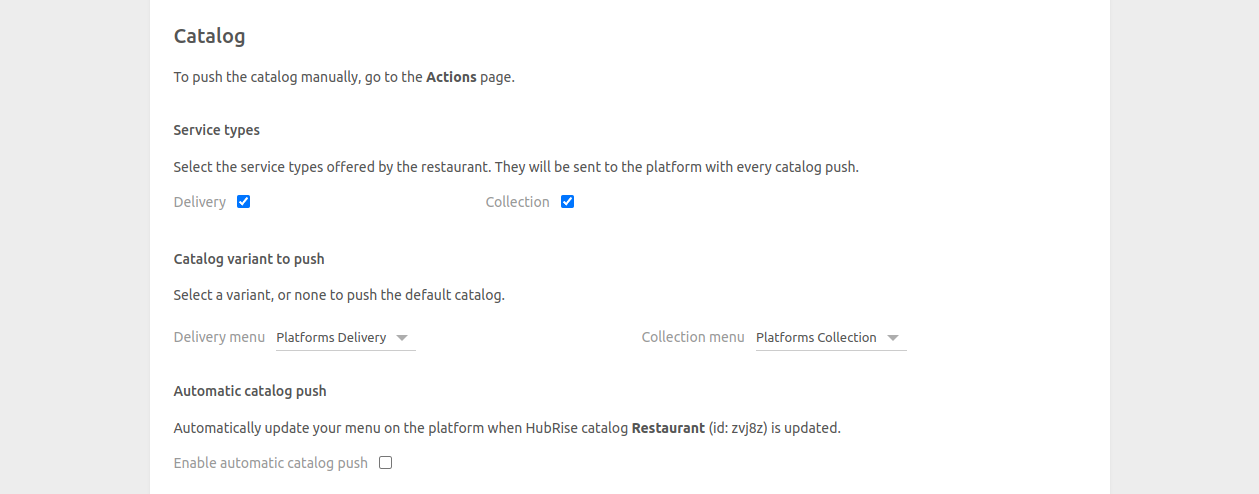 Catalog
To push the catalog manually, go to the Actions page.
Service types
Select the service types offered by the restaurant. They will be sent to the platform with every catalog push.
Delivery Collection
Catalog variant to push
Select a variant, or none to push the default catalog.
Delivery menu Platforms Delivery Collection menu Platforms Collection
Automatic catalog push
Automatically update your menu on the platform when HubRise catalog Restaurant (id: zvj8z) is updated.
Enable automatic catalog push